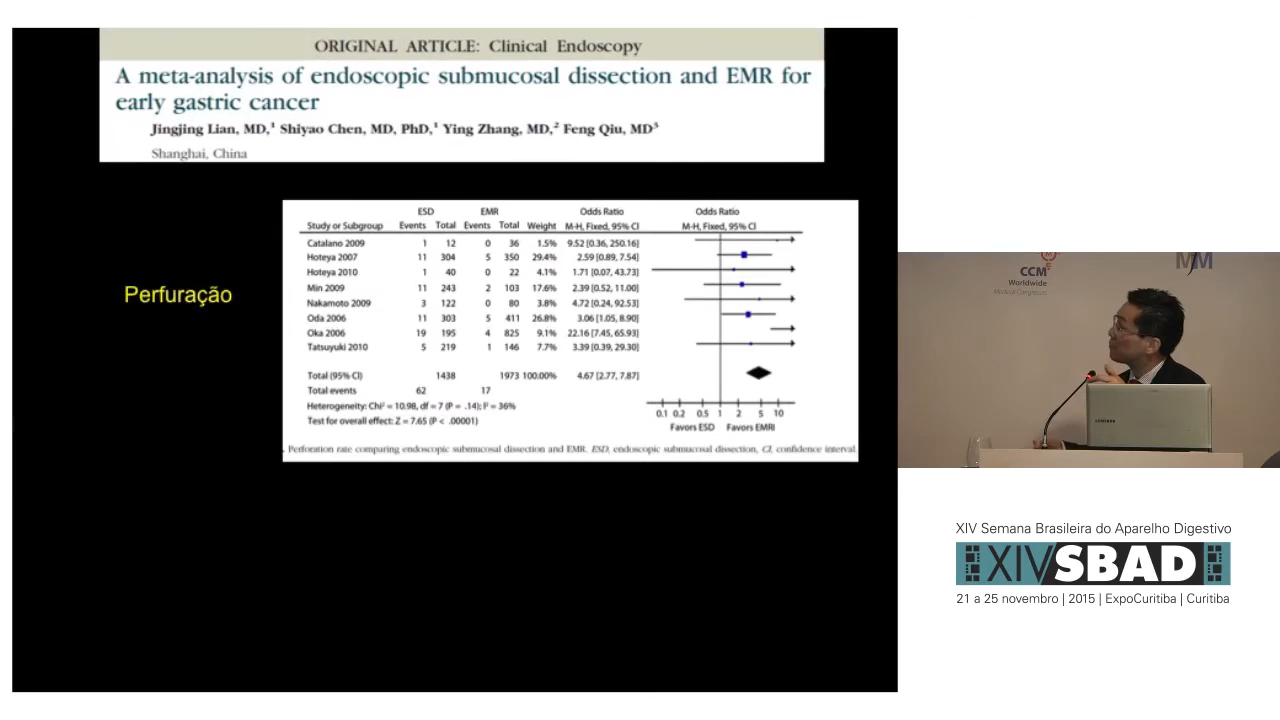 ORIGINAL ARTICLE: Clinical Endoscopy
A meta-analysis of endoscopic submucosal dissection and EMR for
early gastric cancer
Jingjing Lian, MD,¹ Shiyao Chen, MD, PhD,¹ Ying Zhang, MD,² Feng Qiu, MD³
Shanghai, China
Perfuração
ESD EMR Odds Ratio Odds Ratio
Study or Subgroup Events Total Events Total Weight M-H, Fixed, 95% CI M-H, Fixed, 95% CI
Catalano 2009 1 12 0 36 1.5% 9.52 [0.36, 250.16]
Hoteya 2007 11 304 5 350 29.4% 2.59 [0.89, 7.54]
Hoteya 2010 1 40 0 22 4.1% 1.71 [0.07, 43.73]
Min 2009 11 243 2 103 17.6% 2.39 [0.52, 11.00]
Nakamoto 2009 3 122 0 80 3.8% 4.72 [0.24, 92.53]
Oda 2006 11 303 5 411 26.8% 3.06 [1.05, 8.90]
Oka 2006 19 195 4 825 9.1% 22.16 [7.45, 65.93]
Tatsuyuki 2010 5 219 1 146 7.7% 3.39 [0.39, 29.30]
Total (95% CI) 1438 1973 100.00% 4.67 [2.77, 7.87]
Total events 62 17
Heterogeneity: Chi² = 10.98, df = 7 (P = .14); I² = 36%
Test for overall effect: Z = 7.65 (P < .00001)
0.1 0.2 0.5 1 2 5 10
Favors ESD Favors EMRI
. Perforation rate comparing endoscopic submucosal dissection and EMR. ESD, endoscopic submucosal dissection, CI, confidence interval
CCM
Worldwide
Medical Congresses
SAMSUNG
XIV Semana Brasileira do Aparelho Digestivo
XIVSBAD
21 a 25 novembro | 2015 | ExpoCuritiba | Curitiba